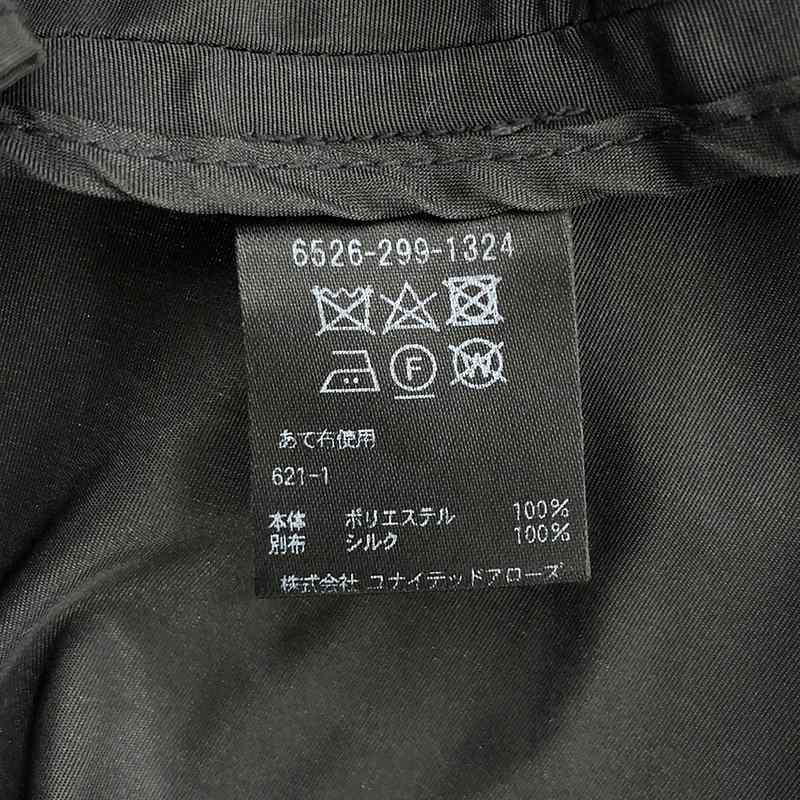 6526-299-1324
F W
あて布使用
621-1
本体 ポリエステル 100%
別布 シルク 100%
株式会社 ユナイテッドアローズ